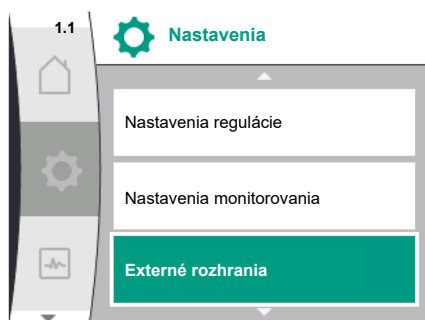 1.1
Nastavenia
Nastavenia regulácie
Nastavenia monitorovania
Externé rozhrania